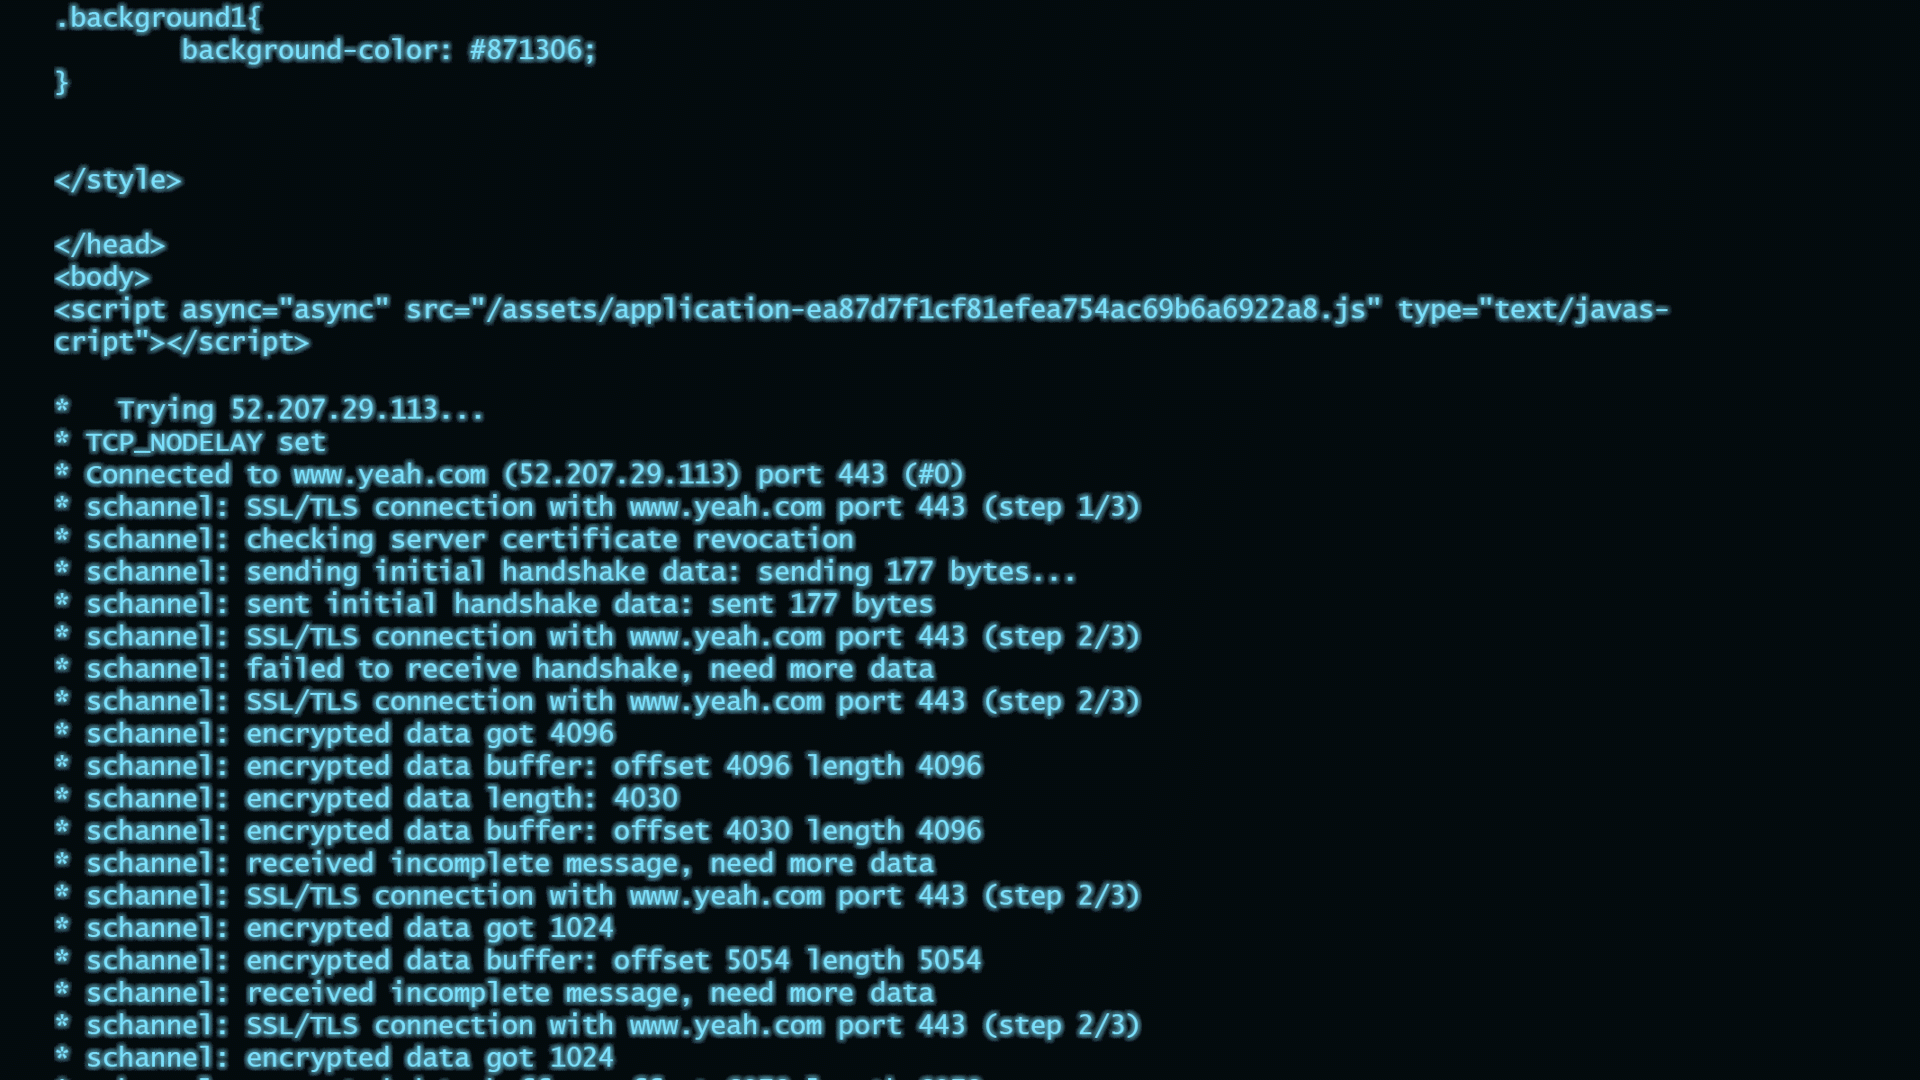 .background1{
background-color: #871306;
}
</style>
</head>
<body>
<script async="async" src="/assets/application-ea87d7f1cf81efea754ac69b6a6922a8.js" type="text/javas-
cript"></script>
* Trying 52.207.29.113...
* TCP_NODELAY set
* Connected to www.yeah.com (52.207.29.113) port 443 (#0)
* schannel: SSL/TLS connection with www.yeah.com port 443 (step 1/3)
* schannel: checking server certificate revocation
* schannel: sending initial handshake data: sending 177 bytes...
* schannel: sent initial handshake data: sent 177 bytes
* schannel: SSL/TLS connection with www.yeah.com port 443 (step 2/3)
* schannel: failed to receive handshake, need more data
* schannel: SSL/TLS connection with www.yeah.com port 443 (step 2/3)
* schannel: encrypted data got 4096
* schannel: encrypted data buffer: offset 4096 length 4096
* schannel: encrypted data length: 4030
* schannel: encrypted data buffer: offset 4030 length 4096
* schannel: received incomplete message, need more data
* schannel: SSL/TLS connection with www.yeah.com port 443 (step 2/3)
* schannel: encrypted data got 1024
* schannel: encrypted data buffer: offset 5054 length 5054
* schannel: received incomplete message, need more data
* schannel: SSL/TLS connection with www.yeah.com port 443 (step 2/3)
* schannel: encrypted data got 1024